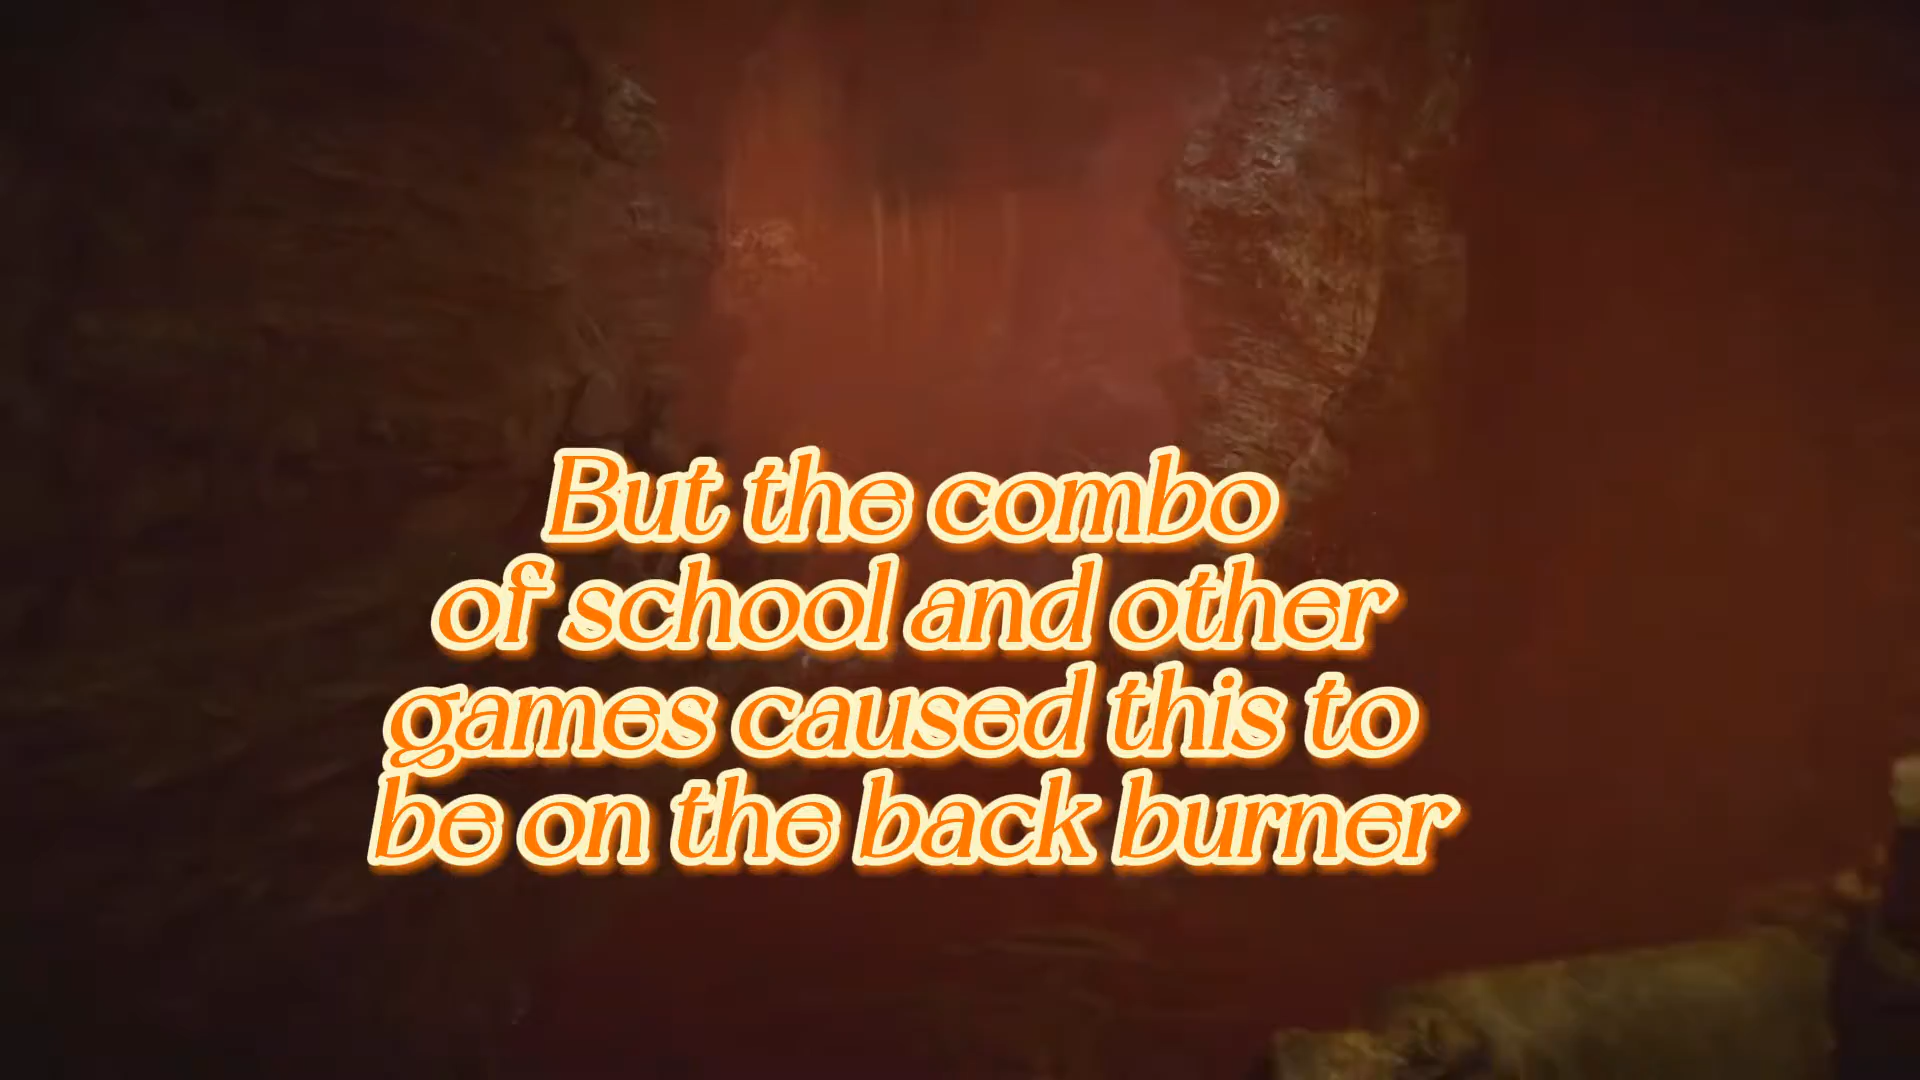 But the combo
of school and other
games caused this to
be on the back burner